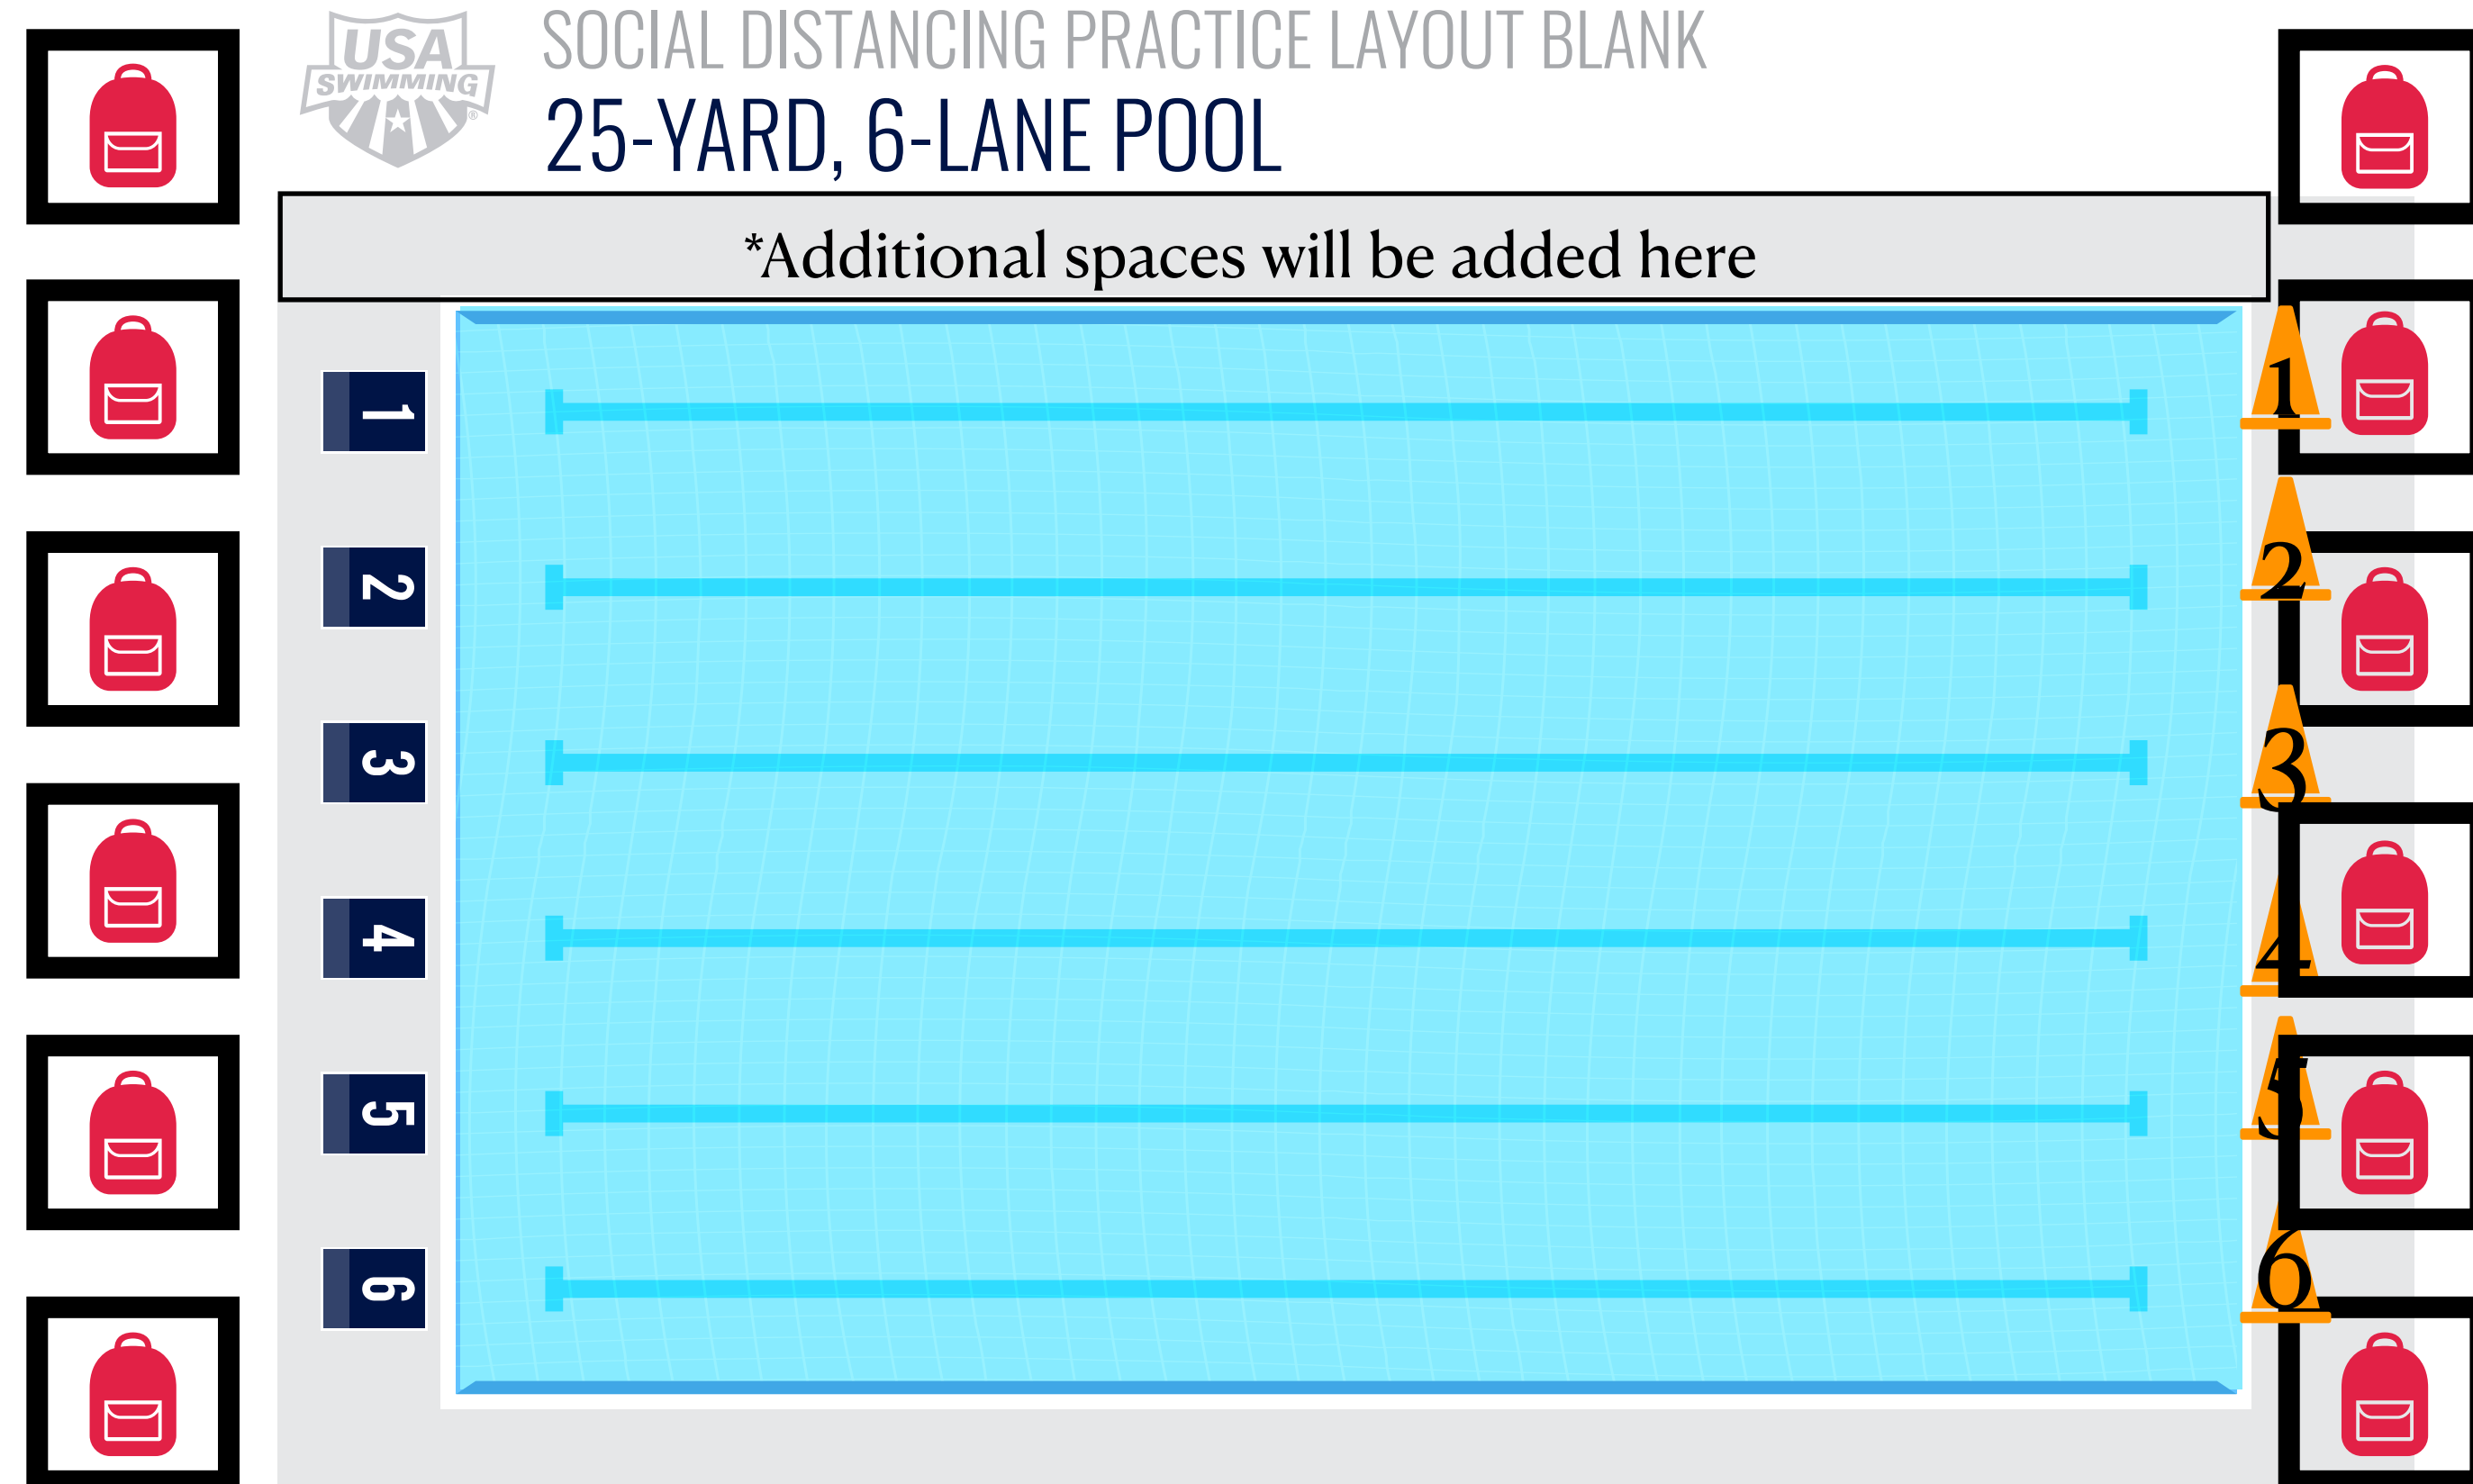 USA
SWIMMING
®
SOCIAL DISTANCING PRACTICE LAYOUT BLANK
25-YARD, 6-LANE POOL
*Additional spaces will be added here
1
1
2
2
3
3
4
4
5
5
6
6